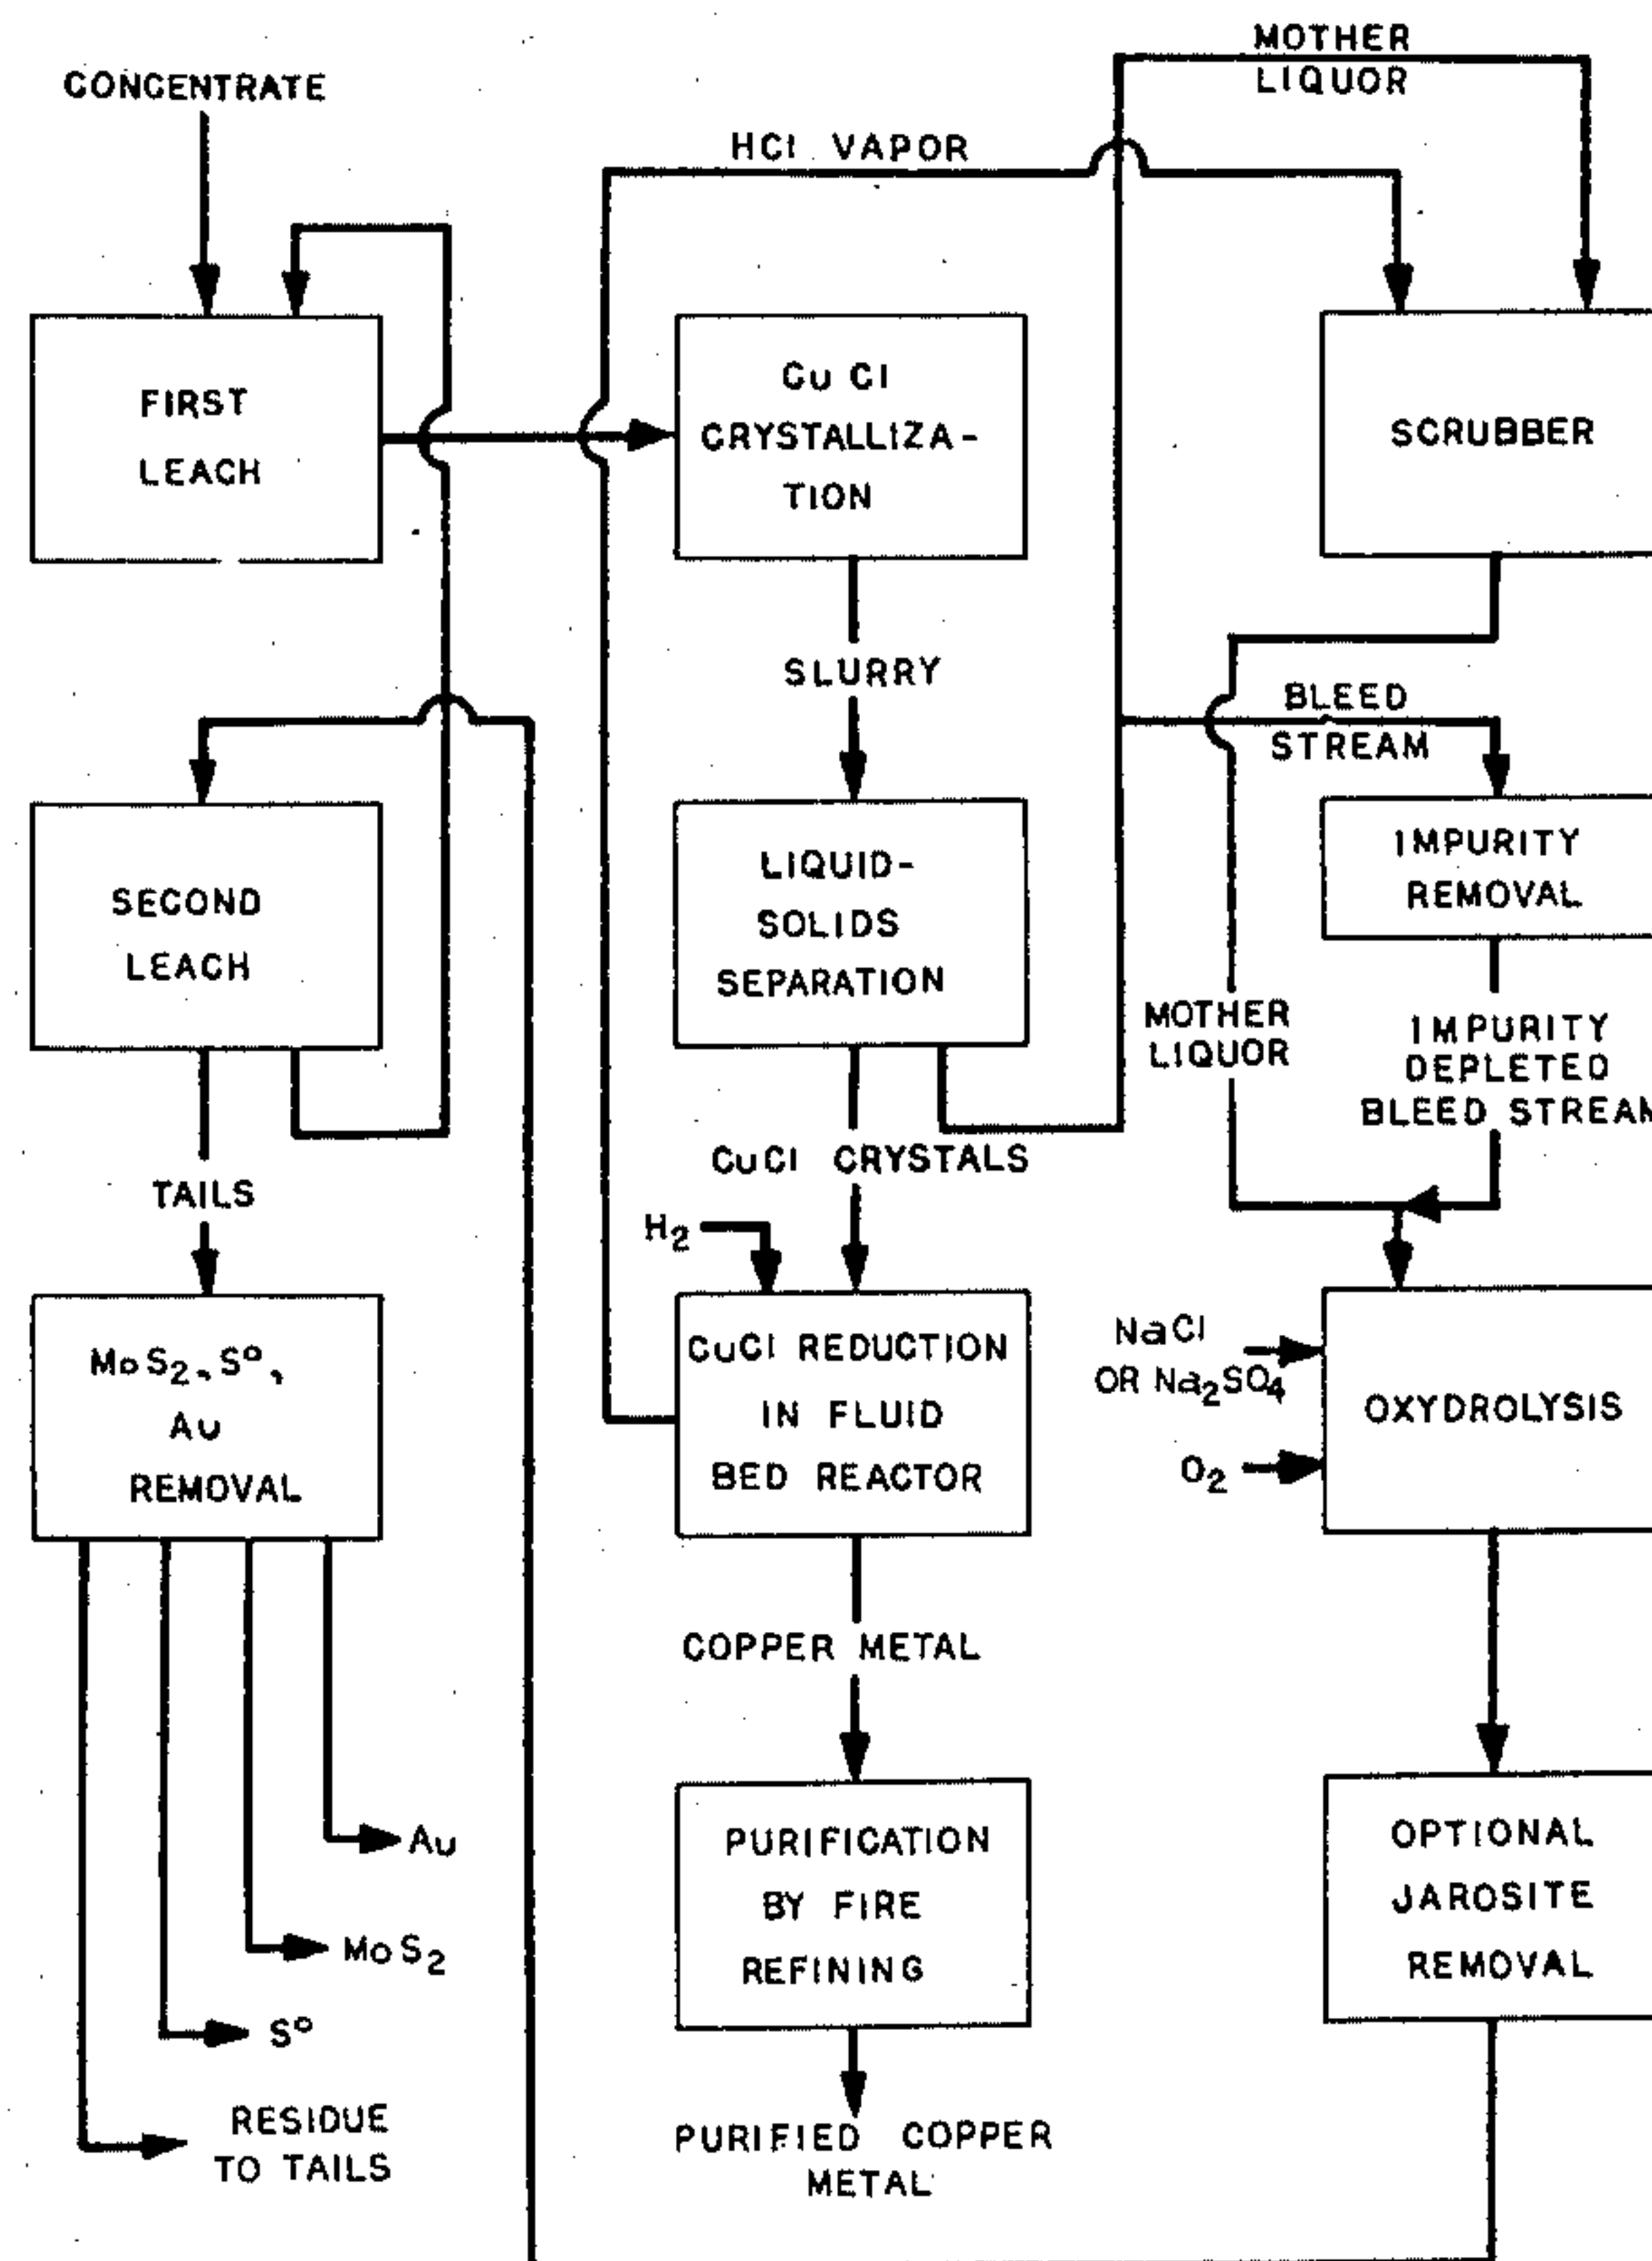 CONCENTRATE
FIRST
LEACH
SECOND
LEACH
TAILS
MoS2, S°,
Au
REMOVAL
Au
MoS2
S°
RESIDUE
TO TAILS
HCl VAPOR
CuCl
CRYSTALLIZA-
TION
SLURRY
LIQUID-
SOLIDS
SEPARATION
CuCl CRYSTALS
H2
CuCl REDUCTION
IN FLUID
BED REACTOR
COPPER METAL
PURIFICATION
BY FIRE
REFINING
PURIFIED COPPER
METAL
MOTHER
LIQUOR
SCRUBBER
BLEED
STREAM
IMPURITY
REMOVAL
MOTHER
LIQUOR
IMPURITY
DEPLETED
BLEED STREAM
NaCl
OR Na2SO4
O2
OXYDROLYSIS
OPTIONAL
JAROSITE
REMOVAL